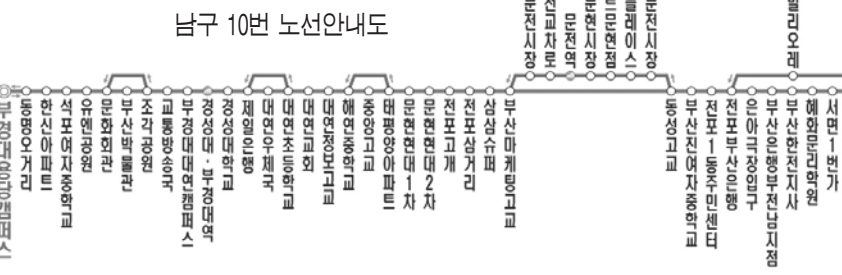 남구 10번 노선안내도
문전시장
전교차로
문전역
문현시장
트문현점
플레이스
문전시장
밀리오레
부경대용당캠퍼스
동명오거리
한신아파트
석포여자중학교
유엔공원
문화회관
부산박물관
조각공원
교통방송국
부경대대연캠퍼스
경성대·부경대역
경성대학교
제일은행
대연우체국
대연초등학교
대연교회
대연정보고교
해연중학교
중앙고교
태평양아파트
문현현대1차
문현현대2차
전포고개
전포삼거리
삼삼슈퍼
부산마케팅고교
동성고교
부산진여자중학교
전포1동주민센터
전포부산은행
은아극장입구
부산은행부전남지점
부산한전지사
혜화문리학원
서면1번가